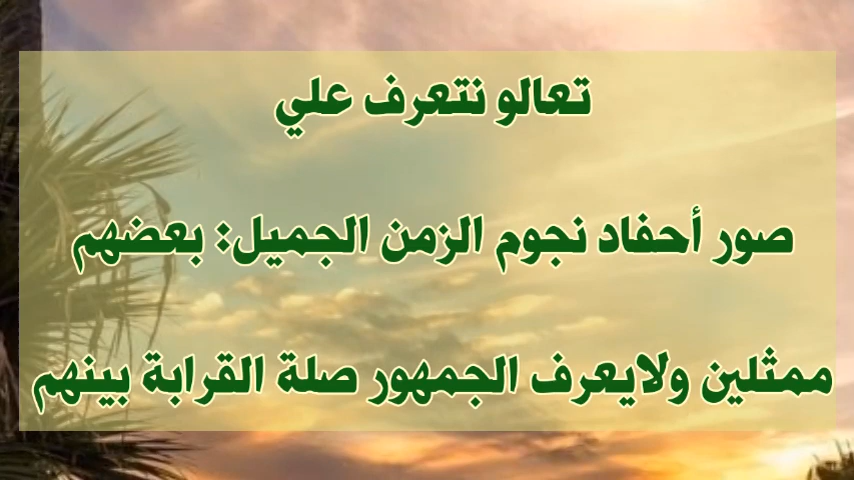 تعالو نتعرف علي
صور أحفاد نجوم الزمن الجميل: بعضهم
ممثلين ولايعرف الجمهور صلة القرابة بينهم